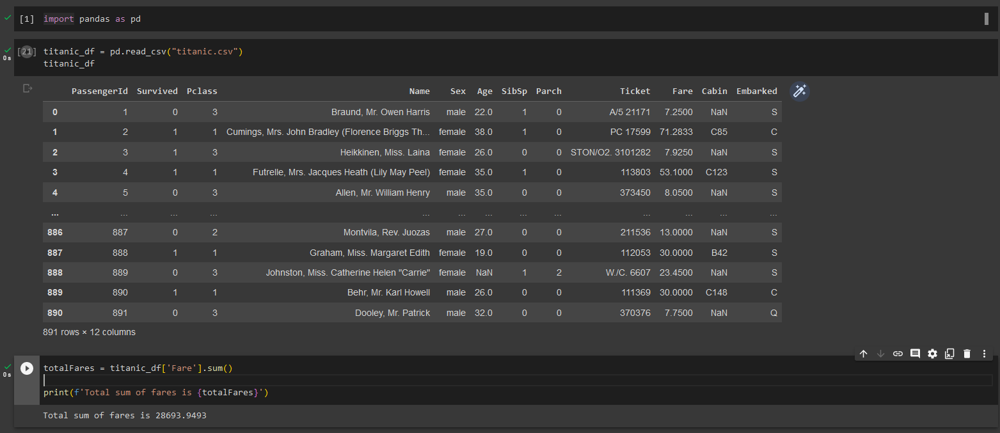 [1] import pandas as pd
[21] titanic_df = pd.read_csv("titanic.csv")
0s titanic_df
PassengerId Survived Pclass Name Sex Age SibSp Parch Ticket Fare Cabin Embarked
0 1 0 3 Braund, Mr. Owen Harris male 22.0 1 0 A/5 21171 7.2500 NaN S
1 2 1 1 Cumings, Mrs. John Bradley (Florence Briggs Th... female 38.0 1 0 PC 17599 71.2833 C85 C
2 3 1 3 Heikkinen, Miss. Laina female 26.0 0 0 STON/O2. 3101282 7.9250 NaN S
3 4 1 1 Futrelle, Mrs. Jacques Heath (Lily May Peel) female 35.0 1 0 113803 53.1000 C123 S
4 5 0 3 Allen, Mr. William Henry male 35.0 0 0 373450 8.0500 NaN S
... ... ... ... ... ... ... ... ... ... ... ... ...
886 887 0 2 Montvila, Rev. Juozas male 27.0 0 0 211536 13.0000 NaN S
887 888 1 1 Graham, Miss. Margaret Edith female 19.0 0 0 112053 30.0000 B42 S
888 889 0 3 Johnston, Miss. Catherine Helen "Carrie" female NaN 1 2 W./C. 6607 23.4500 NaN S
889 890 1 1 Behr, Mr. Karl Howell male 26.0 0 0 111369 30.0000 C148 C
890 891 0 3 Dooley, Mr. Patrick male 32.0 0 0 370376 7.7500 NaN Q
891 rows × 12 columns
totalFares = titanic_df['Fare'].sum()
0s
print(f'Total sum of fares is {totalFares}')
Total sum of fares is 28693.9493